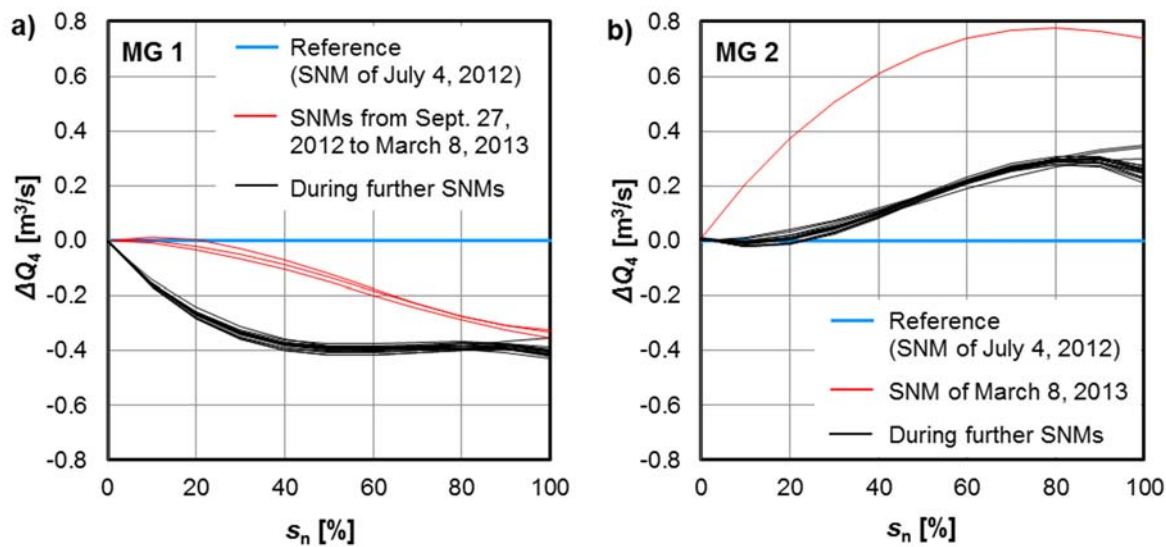 a)
MG 1
Reference
(SNM of July 4, 2012)
SNMs from Sept. 27,
2012 to March 8, 2013
During further SNMs
ΔQ4 [m³/s]
0.8
0.6
0.4
0.2
0.0
-0.2
-0.4
-0.6
-0.8
0 20 40 60 80 100
sn [%]
b)
MG 2
ΔQ4 [m³/s]
0.8
0.6
0.4
0.2
0.0
-0.2
-0.4
-0.6
-0.8
Reference
(SNM of July 4, 2012)
SNM of March 8, 2013
During further SNMs
0 20 40 60 80 100
sn [%]